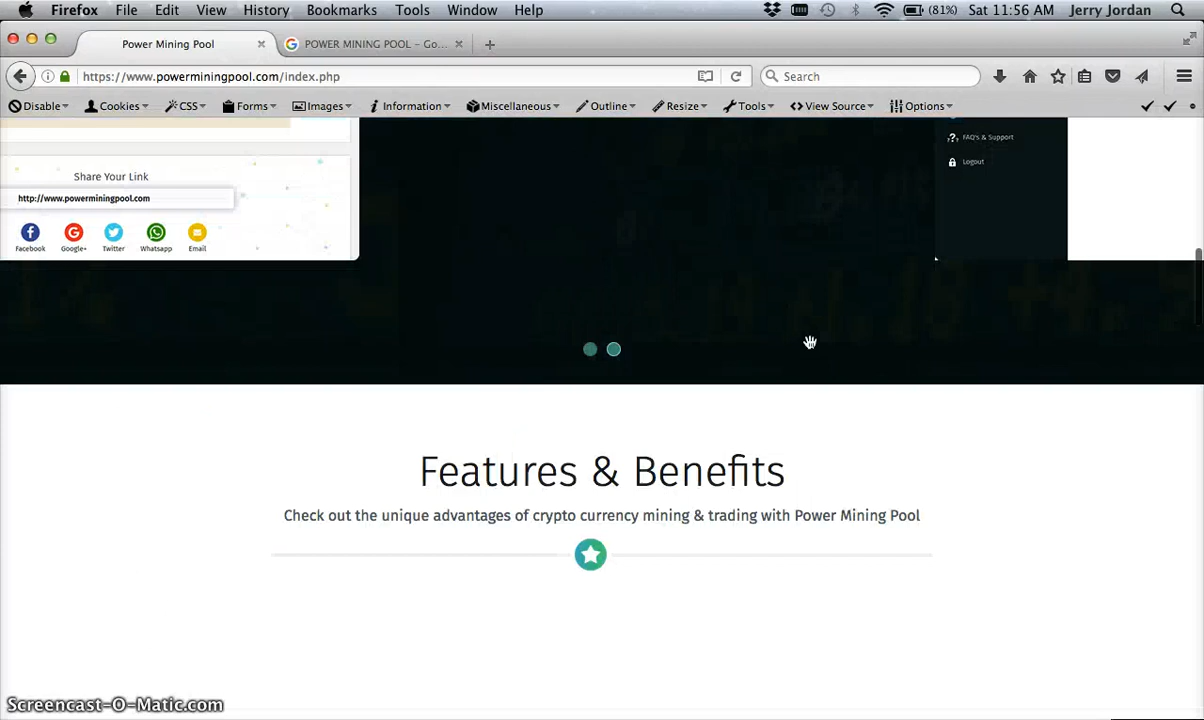 Firefox File Edit View History Bookmarks Tools Window Help (81%) Sat 11:56 AM Jerry Jordan
Power Mining Pool POWER MINING POOL – Go...
https://www.powerminingpool.com/index.php Search
Disable Cookies CSS Forms Images Information Miscellaneous Outline Resize Tools View Source Options
FAQ's & Support
Logout
Share Your Link
http://www.powerminingpool.com
Facebook Google+ Twitter Whatsapp Email
Features & Benefits
Check out the unique advantages of crypto currency mining & trading with Power Mining Pool
Screencast-O-Matic.com